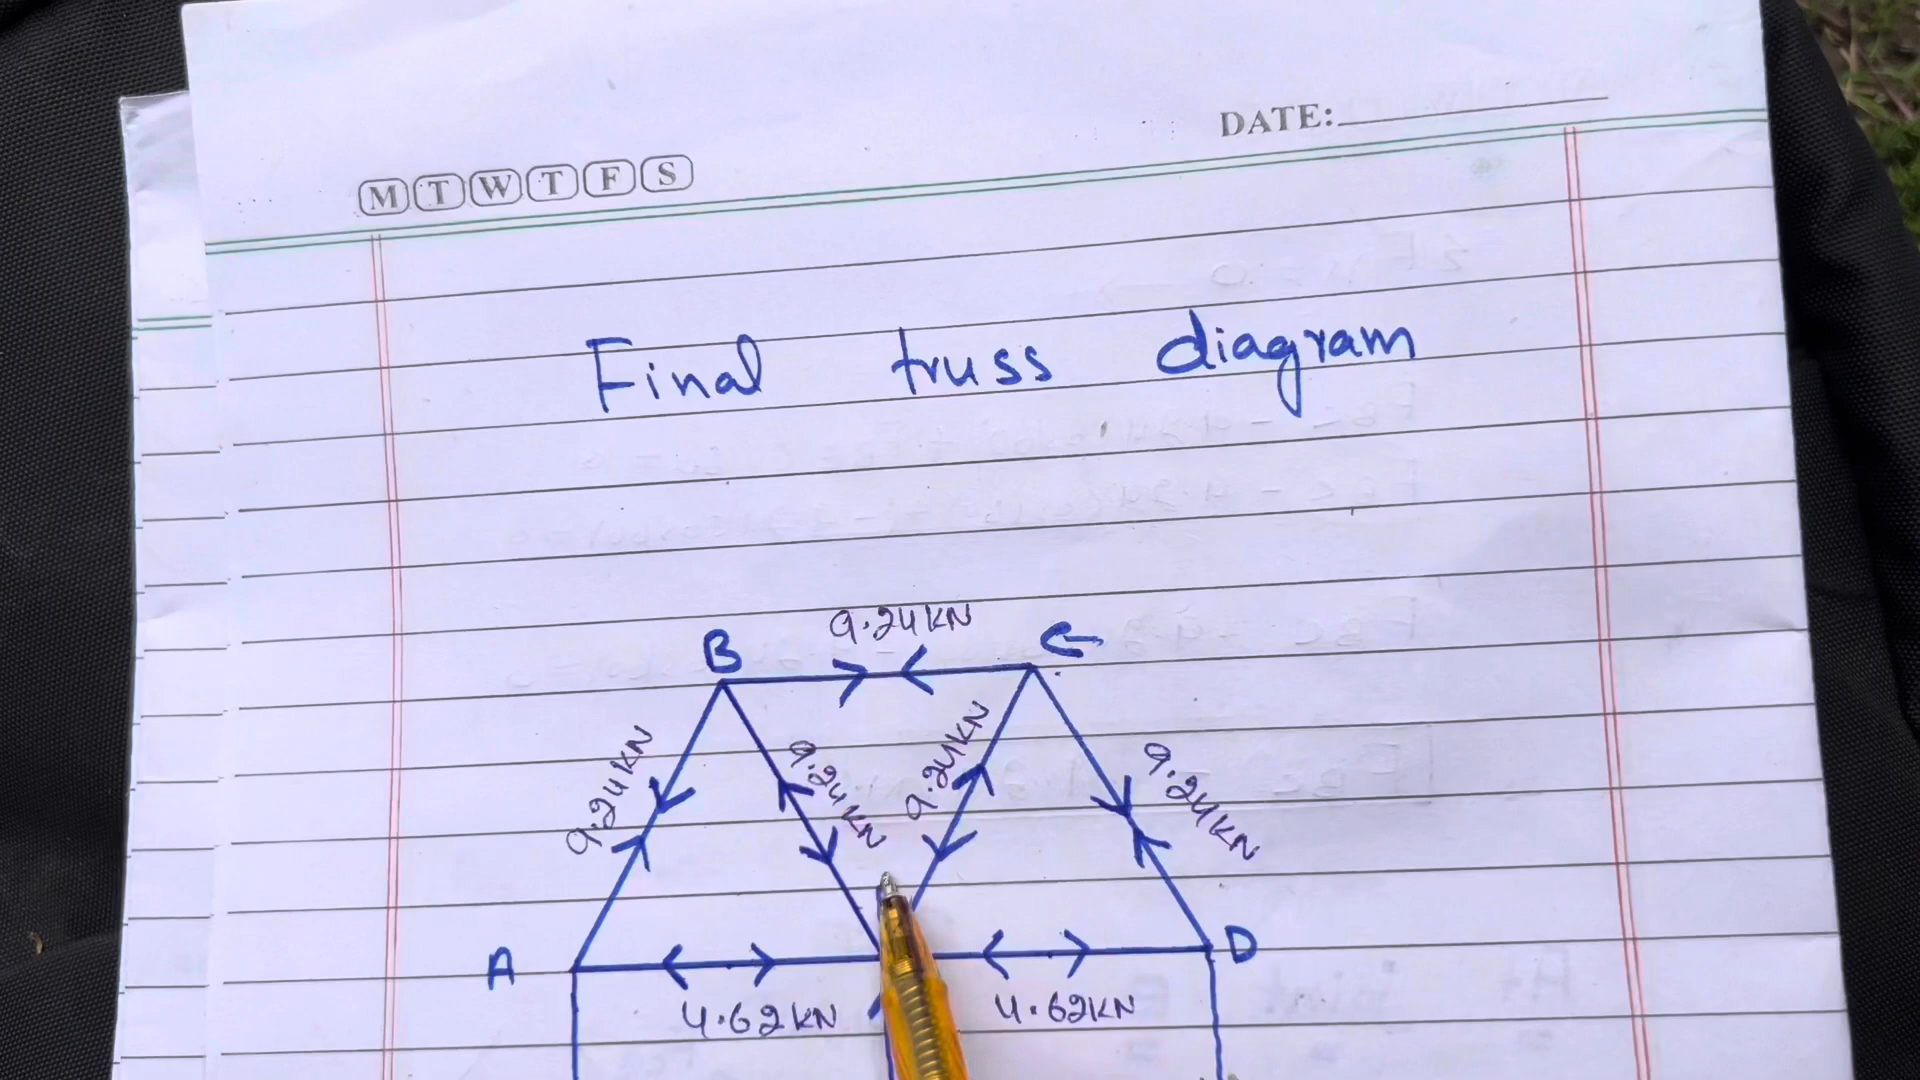 DATE:
M T W T F S
Final truss diagram
9.24KN
B
C
9.24KN
9.24KN
9.24KN
9.24KN
A
D
4.62KN
4.62KN